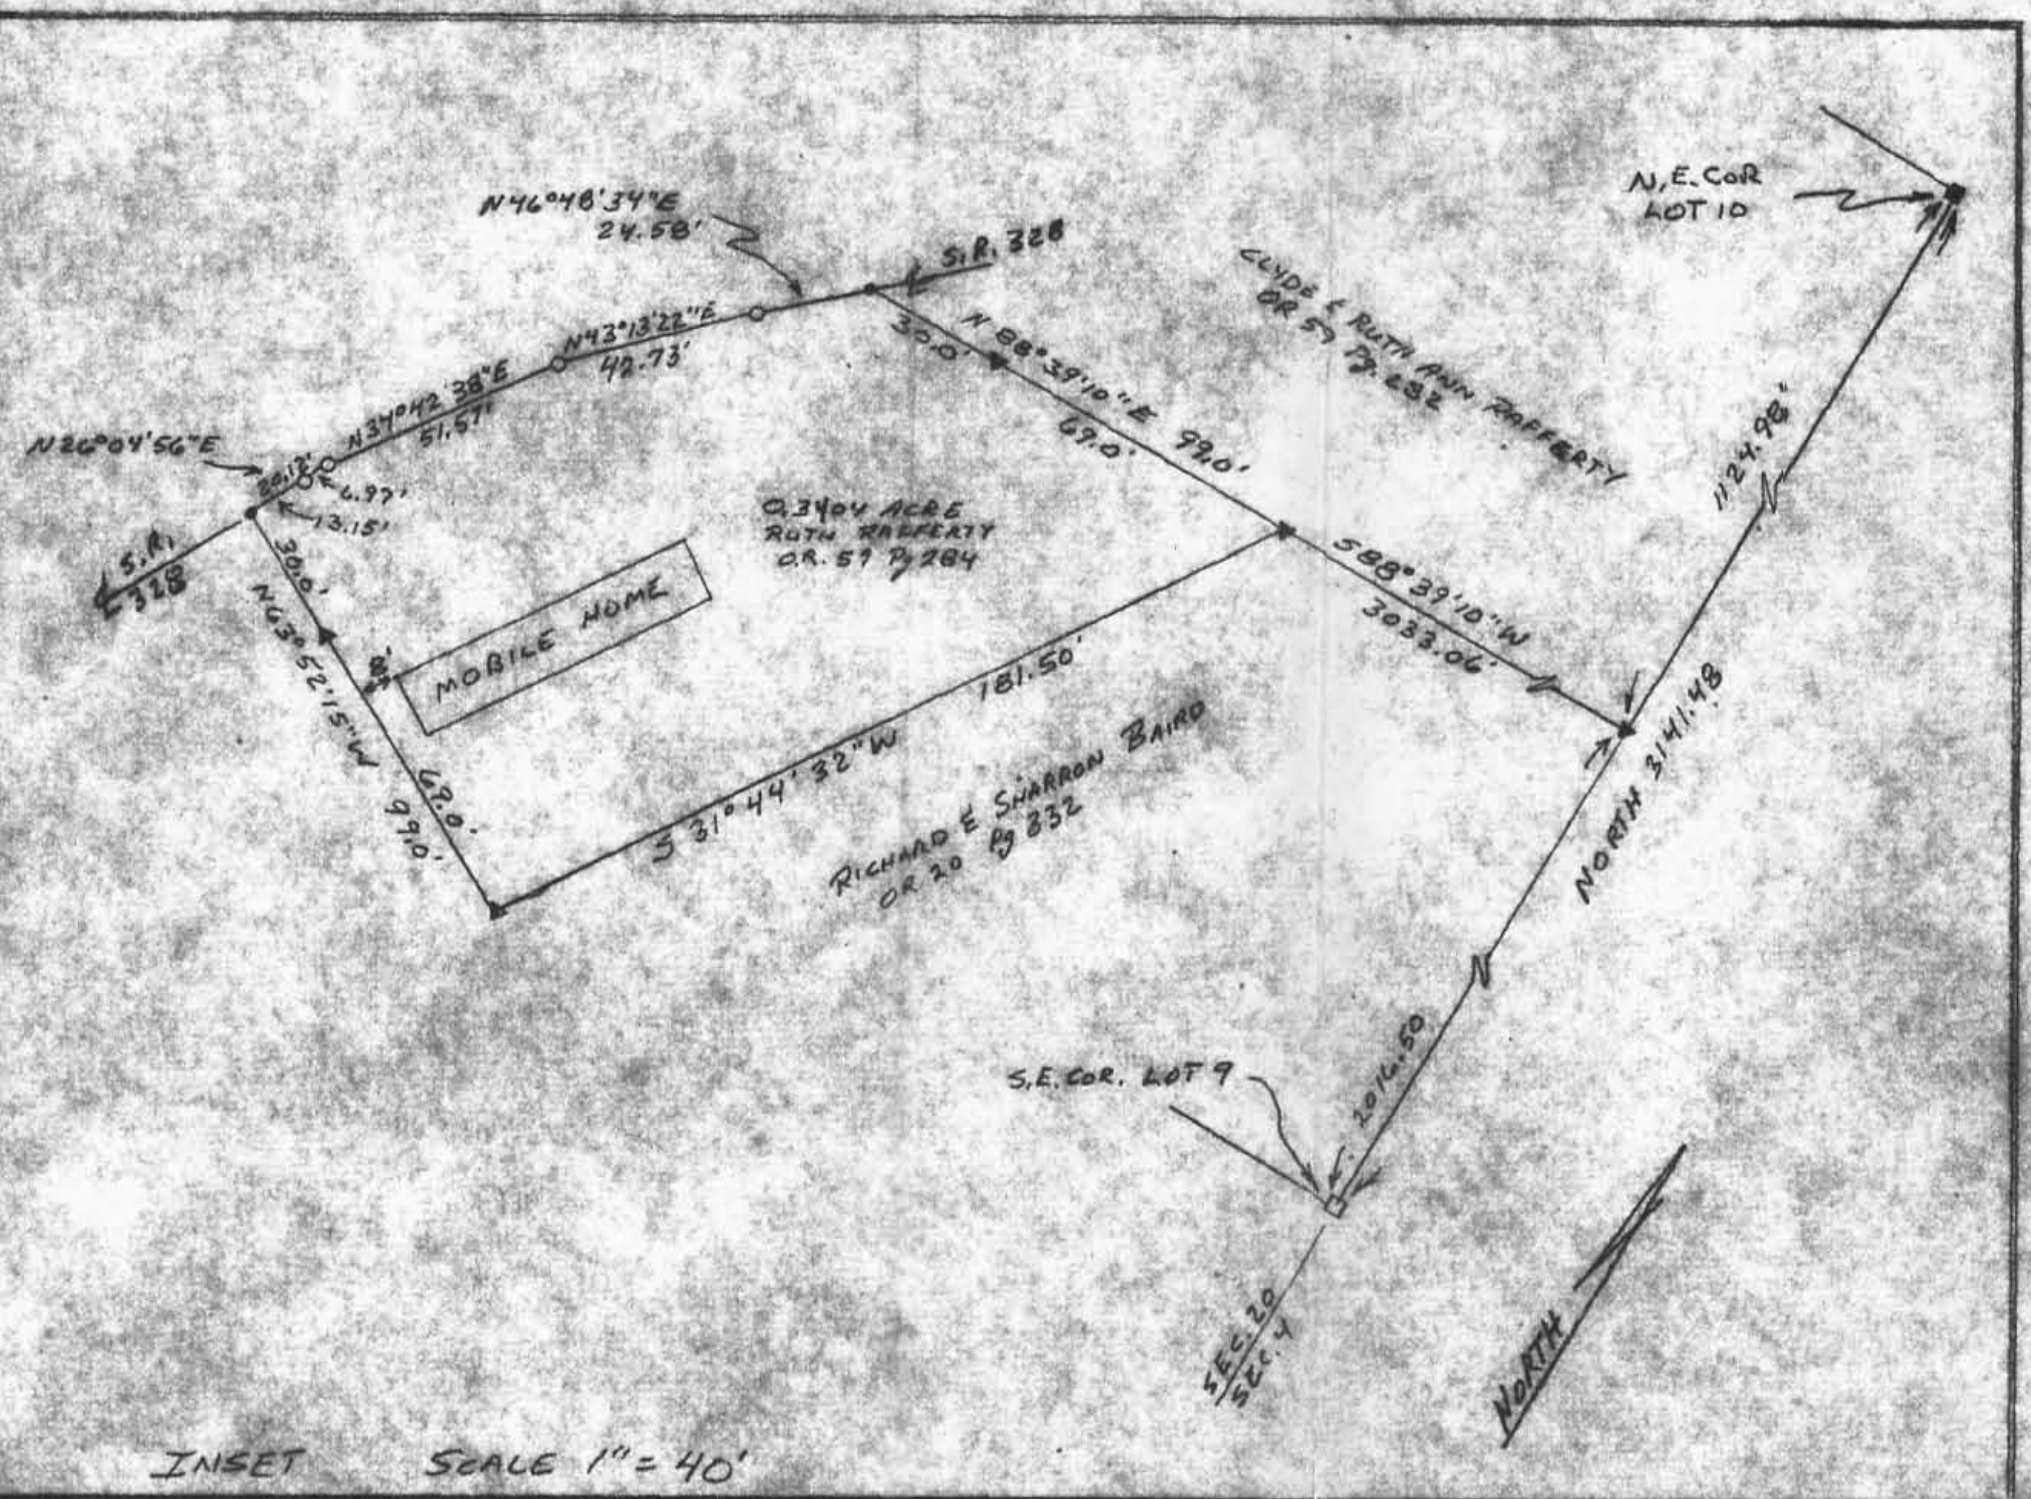 N.E. COR
LOT 10
N46°48'34"E
24.58'
S.R. 328
CLYDE & RUTH ANN RAFFERTY
OR 59 Pg. 282
N43°13'22"E
42.73'
30.0'
N 88°39'10"E 99.0'
69.0'
N34°42'38"E
51.57'
N26°04'56"E
20.12'
6.97'
13.15'
1124.98"
0.3404 ACRE
RUTH RAFFERTY
O.R. 59 Pg 284
S.R.
328
30.0'
S88°39'10"W
3033.06'
MOBILE HOME
8'
N63°52'15"W 99.0'
69.0'
181.50'
S 31°44'32"W
RICHARD & SHARRON BAIRD
OR 20 Pg 332
NORTH 3141.48
S.E. COR. LOT 9
2016.50
SEC. 20
SEC. 4
NORTH
INSET SCALE 1"=40'